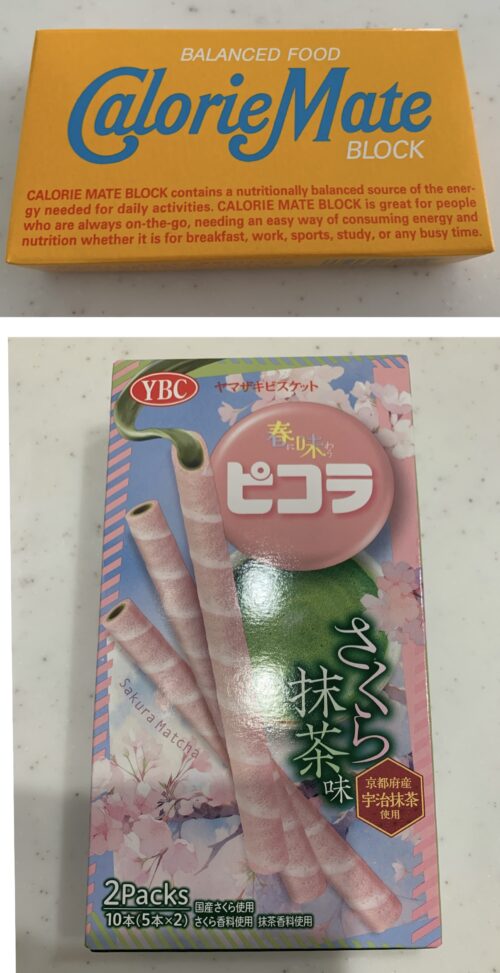 BALANCED FOOD
CalorieMate
BLOCK
CALORIE MATE BLOCK contains a nutritionally balanced source of the ener-
gy needed for daily activities. CALORIE MATE BLOCK is great for people
who are always on-the-go, needing an easy way of consuming energy and
nutrition whether it is for breakfast, work, sports, study, or any busy time.
YBC
ヤマザキビスケット
春に味わう
ピコラ
さくら
抹茶味
Sakura Matcha
京都府産
宇治抹茶
使用
2Packs
10本(5本×2)
国産さくら使用
さくら香料使用 抹茶香料使用